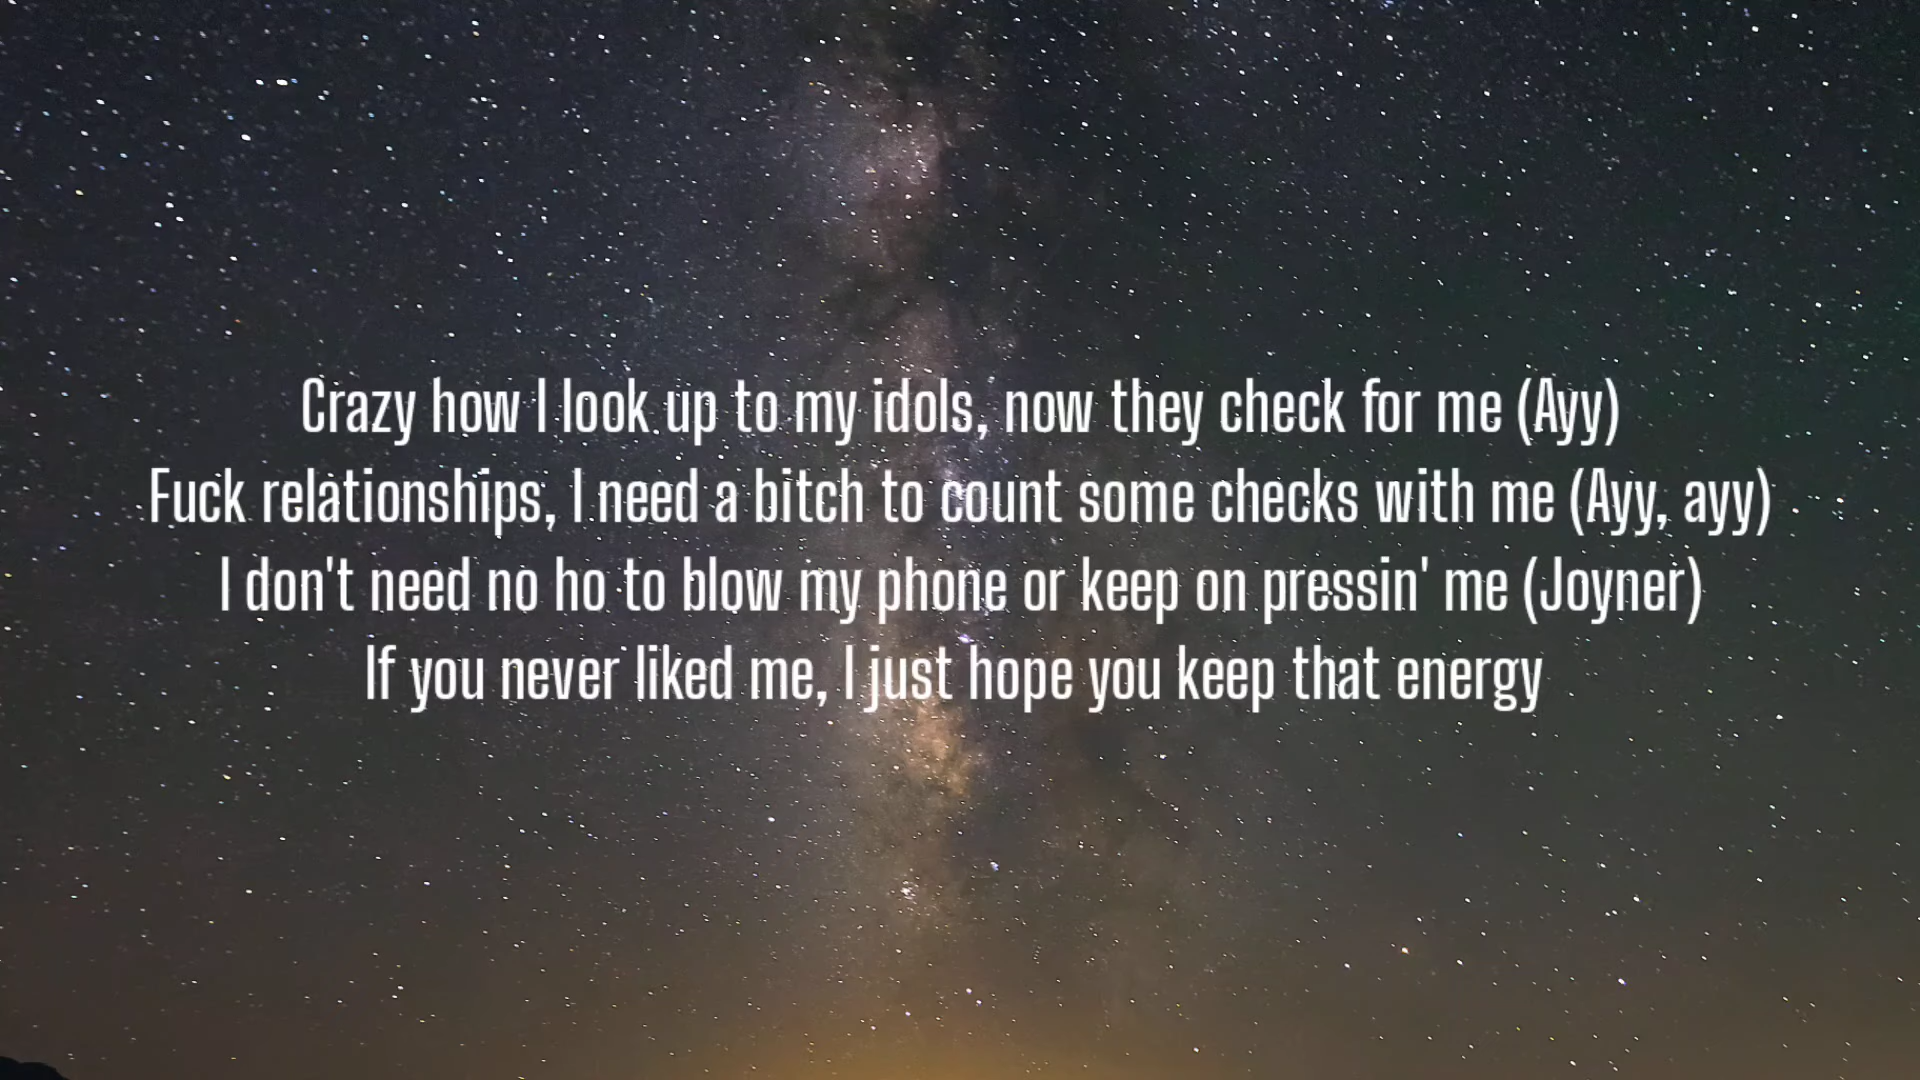 Crazy how I look up to my idols, now they check for me (Ayy)
Fuck relationships, I need a bitch to count some checks with me (Ayy, ayy)
I don't need no ho to blow my phone or keep on pressin' me (Joyner)
If you never liked me, I just hope you keep that energy